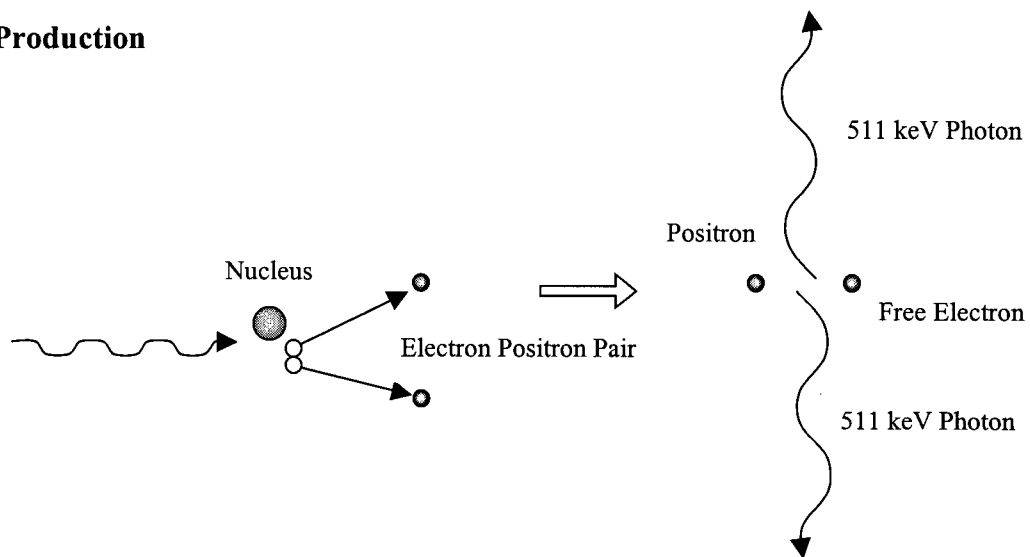 Production
511 keV Photon
Positron
Nucleus
Free Electron
Electron Positron Pair
511 keV Photon